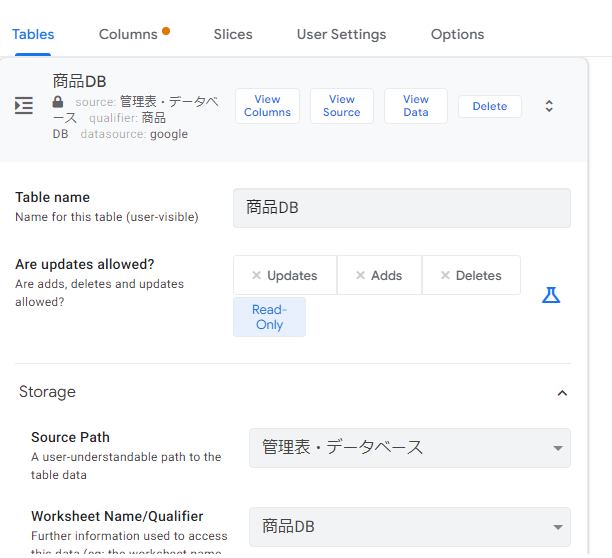 Tables
Columns
Slices
User Settings
Options
商品DB
source: 管理表・データベ
ース qualifier: 商品
DB datasource: google
View
Columns
View
Source
View
Data
Delete
Table name
Name for this table (user-visible)
商品DB
Are updates allowed?
Are adds, deletes and updates
allowed?
Updates
Adds
Deletes
Read-
Only
Storage
Source Path
A user-understandable path to the
table data
管理表・データベース
Worksheet Name/Qualifier
Further information used to access
this data (eg: the worksheet name
商品DB